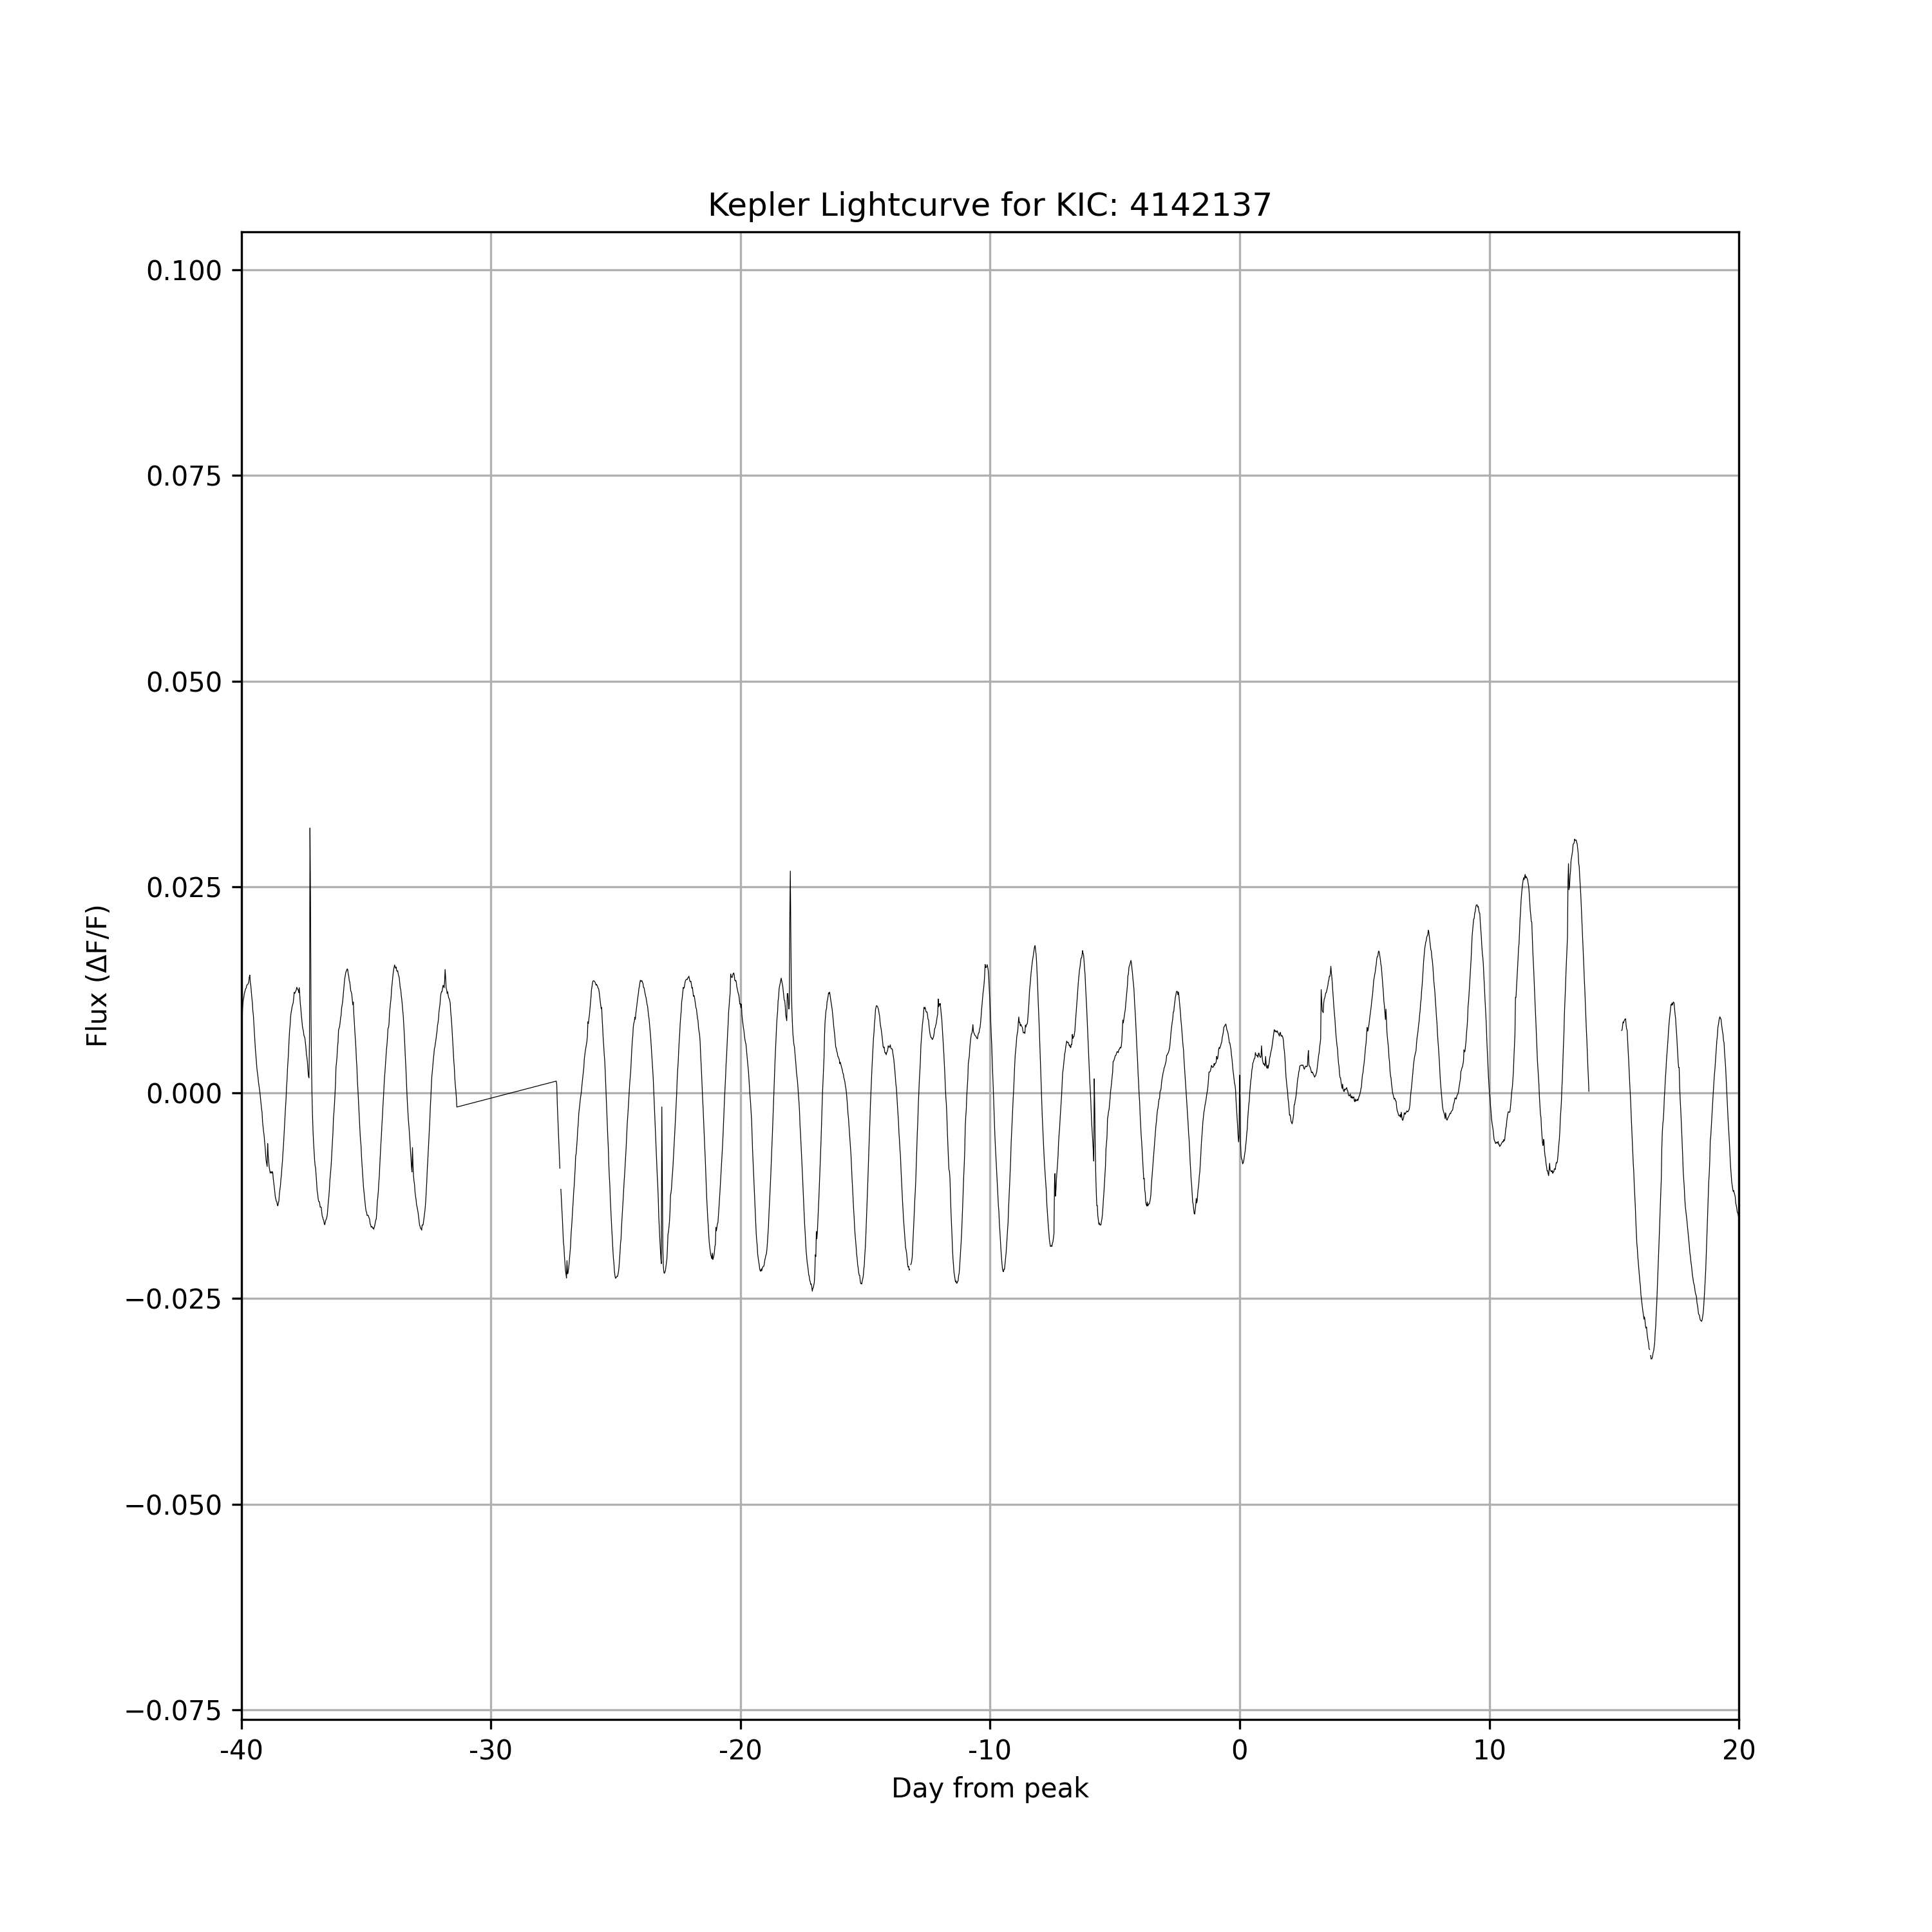 Kepler Lightcurve for KIC: 4142137
0.100
0.075
0.050
0.025
0.000
−0.025
−0.050
−0.075
Flux (ΔF/F)
-40 -30 -20 -10 0 10 20
Day from peak